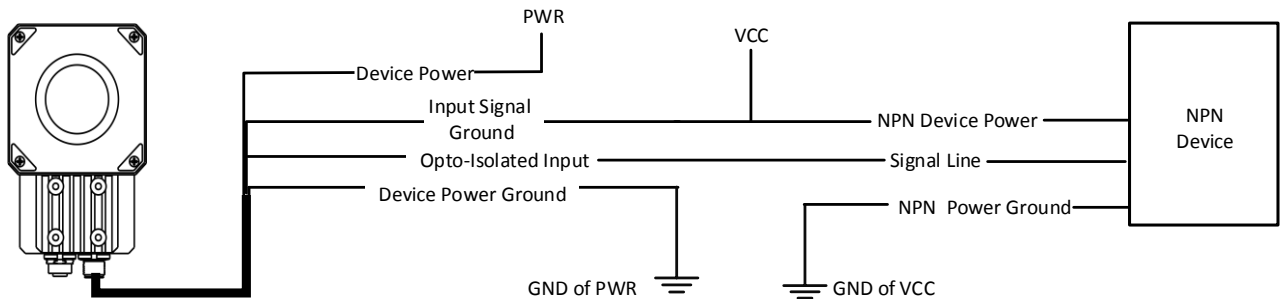 PWR
VCC
Device Power
Input Signal
Ground
NPN Device Power
NPN
Device
Opto-Isolated Input
Signal Line
Device Power Ground
NPN  Power Ground
GND of PWR
GND of VCC